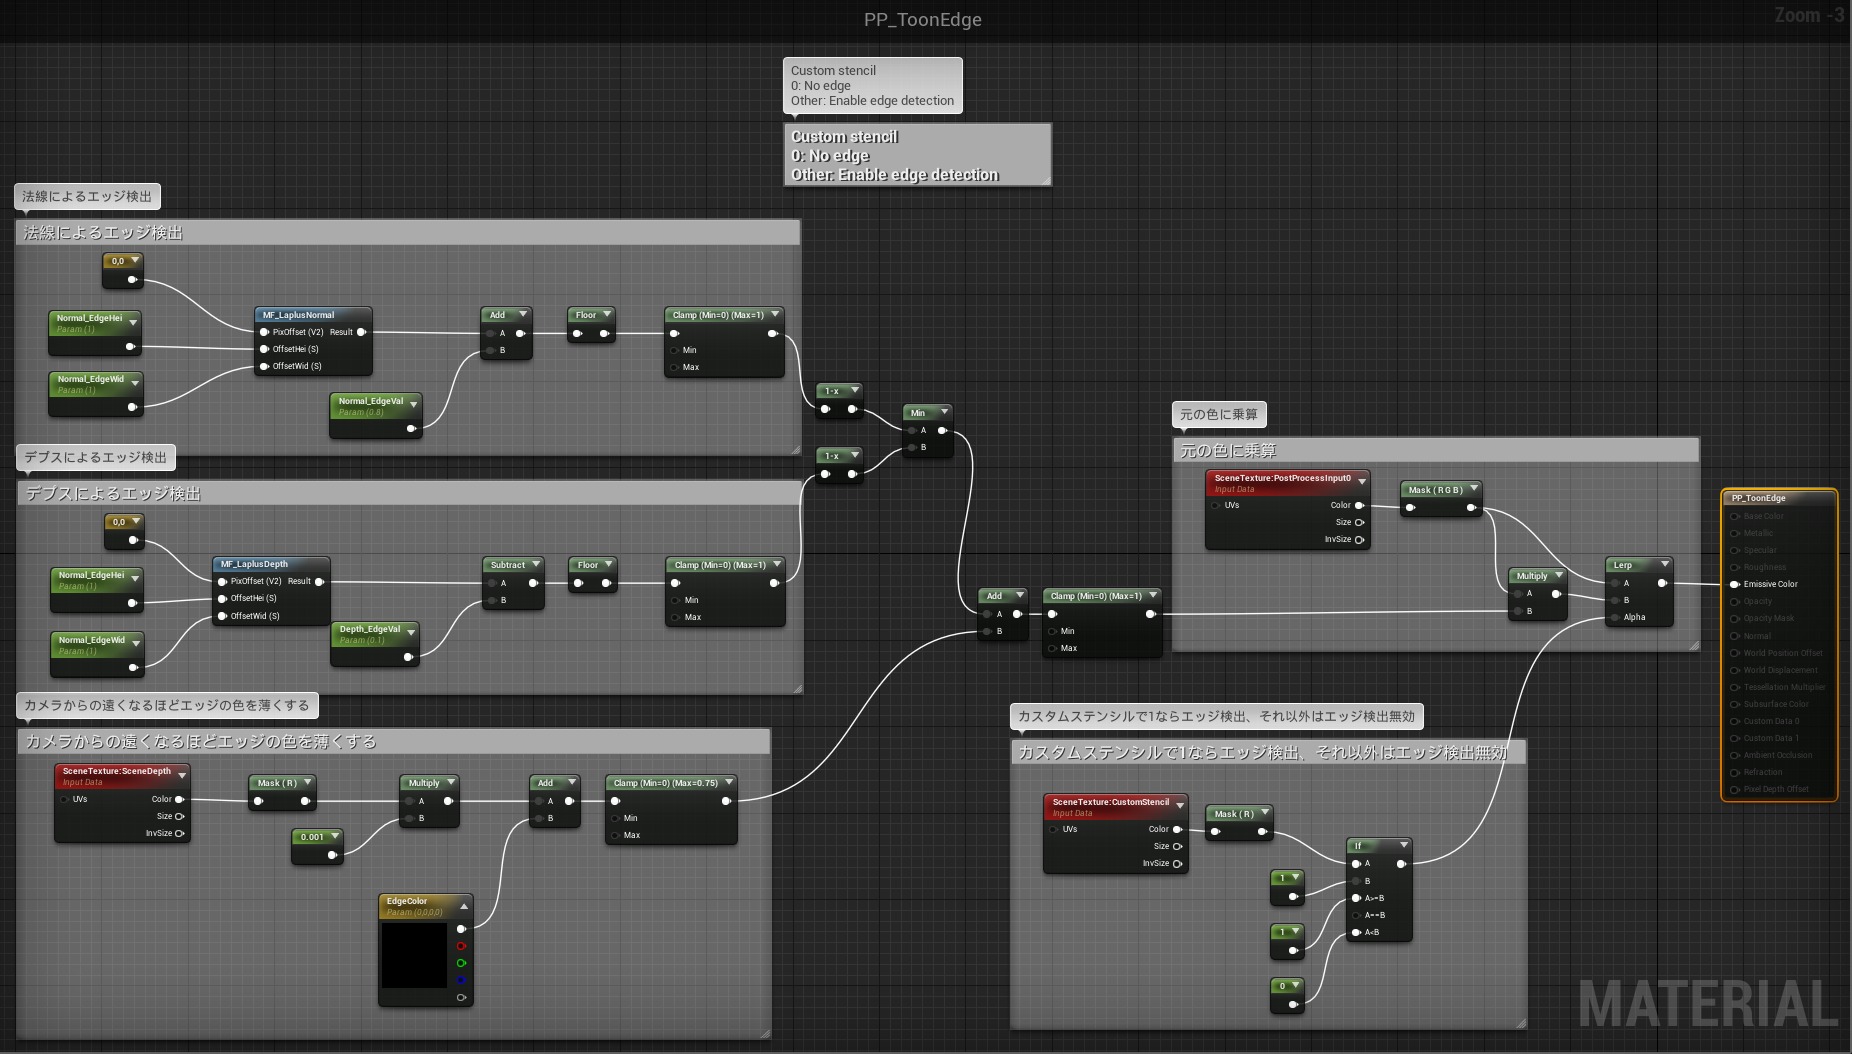 PP_ToonEdge
Zoom -3
Custom stencil
0: No edge
Other: Enable edge detection
Custom stencil
0: No edge
Other: Enable edge detection
法線によるエッジ検出
法線によるエッジ検出
0,0
Normal_EdgeHei
Param (1)
Normal_EdgeWid
Param (1)
MF_LaplusNormal
PixOffset (V2) Result
OffsetHei (S)
OffsetWid (S)
Normal_EdgeVal
Param (0.8)
Add
A
B
Floor
Clamp (Min=0) (Max=1)
Min
Max
デプスによるエッジ検出
デプスによるエッジ検出
0,0
Normal_EdgeHei
Param (1)
Normal_EdgeWid
Param (1)
MF_LaplusDepth
PixOffset (V2) Result
OffsetHei (S)
OffsetWid (S)
Depth_EdgeVal
Param (0.1)
Subtract
A
B
Floor
Clamp (Min=0) (Max=1)
Min
Max
1-x
1-x
Min
A
B
カメラからの遠くなるほどエッジの色を薄くする
カメラからの遠くなるほどエッジの色を薄くする
SceneTexture:SceneDepth
Input Data
UVs Color
Size
InvSize
Mask ( R )
0.001
Multiply
A
B
EdgeColor
Param (0,0,0,0)
Add
A
B
Clamp (Min=0) (Max=0.75)
Min
Max
Add
A
B
Clamp (Min=0) (Max=1)
Min
Max
元の色に乗算
元の色に乗算
SceneTexture:PostProcessInput0
Input Data
UVs Color
Size
InvSize
Mask ( R G B )
Multiply
A
B
Lerp
A
B
Alpha
カスタムステンシルで1ならエッジ検出、それ以外はエッジ検出無効
カスタムステンシルで1ならエッジ検出、それ以外はエッジ検出無効
SceneTexture:CustomStencil
Input Data
UVs Color
Size
InvSize
Mask ( R )
1
1
0
If
A
B
A>=B
A==B
A<B
PP_ToonEdge
Base Color
Metallic
Specular
Roughness
Emissive Color
Opacity
Opacity Mask
Normal
World Position Offset
World Displacement
Tessellation Multiplier
Subsurface Color
Custom Data 0
Custom Data 1
Ambient Occlusion
Refraction
Pixel Depth Offset
MATERIAL